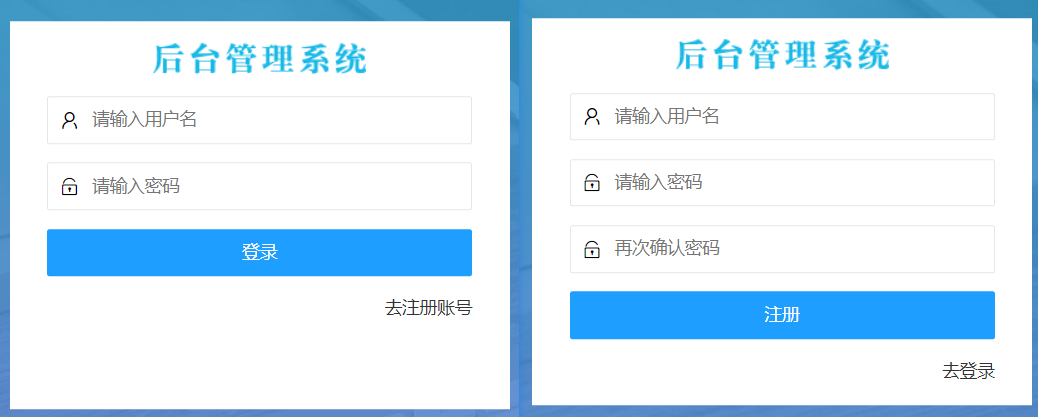 后台管理系统
请输入用户名
请输入密码
登录
去注册账号
后台管理系统
请输入用户名
请输入密码
再次确认密码
注册
去登录